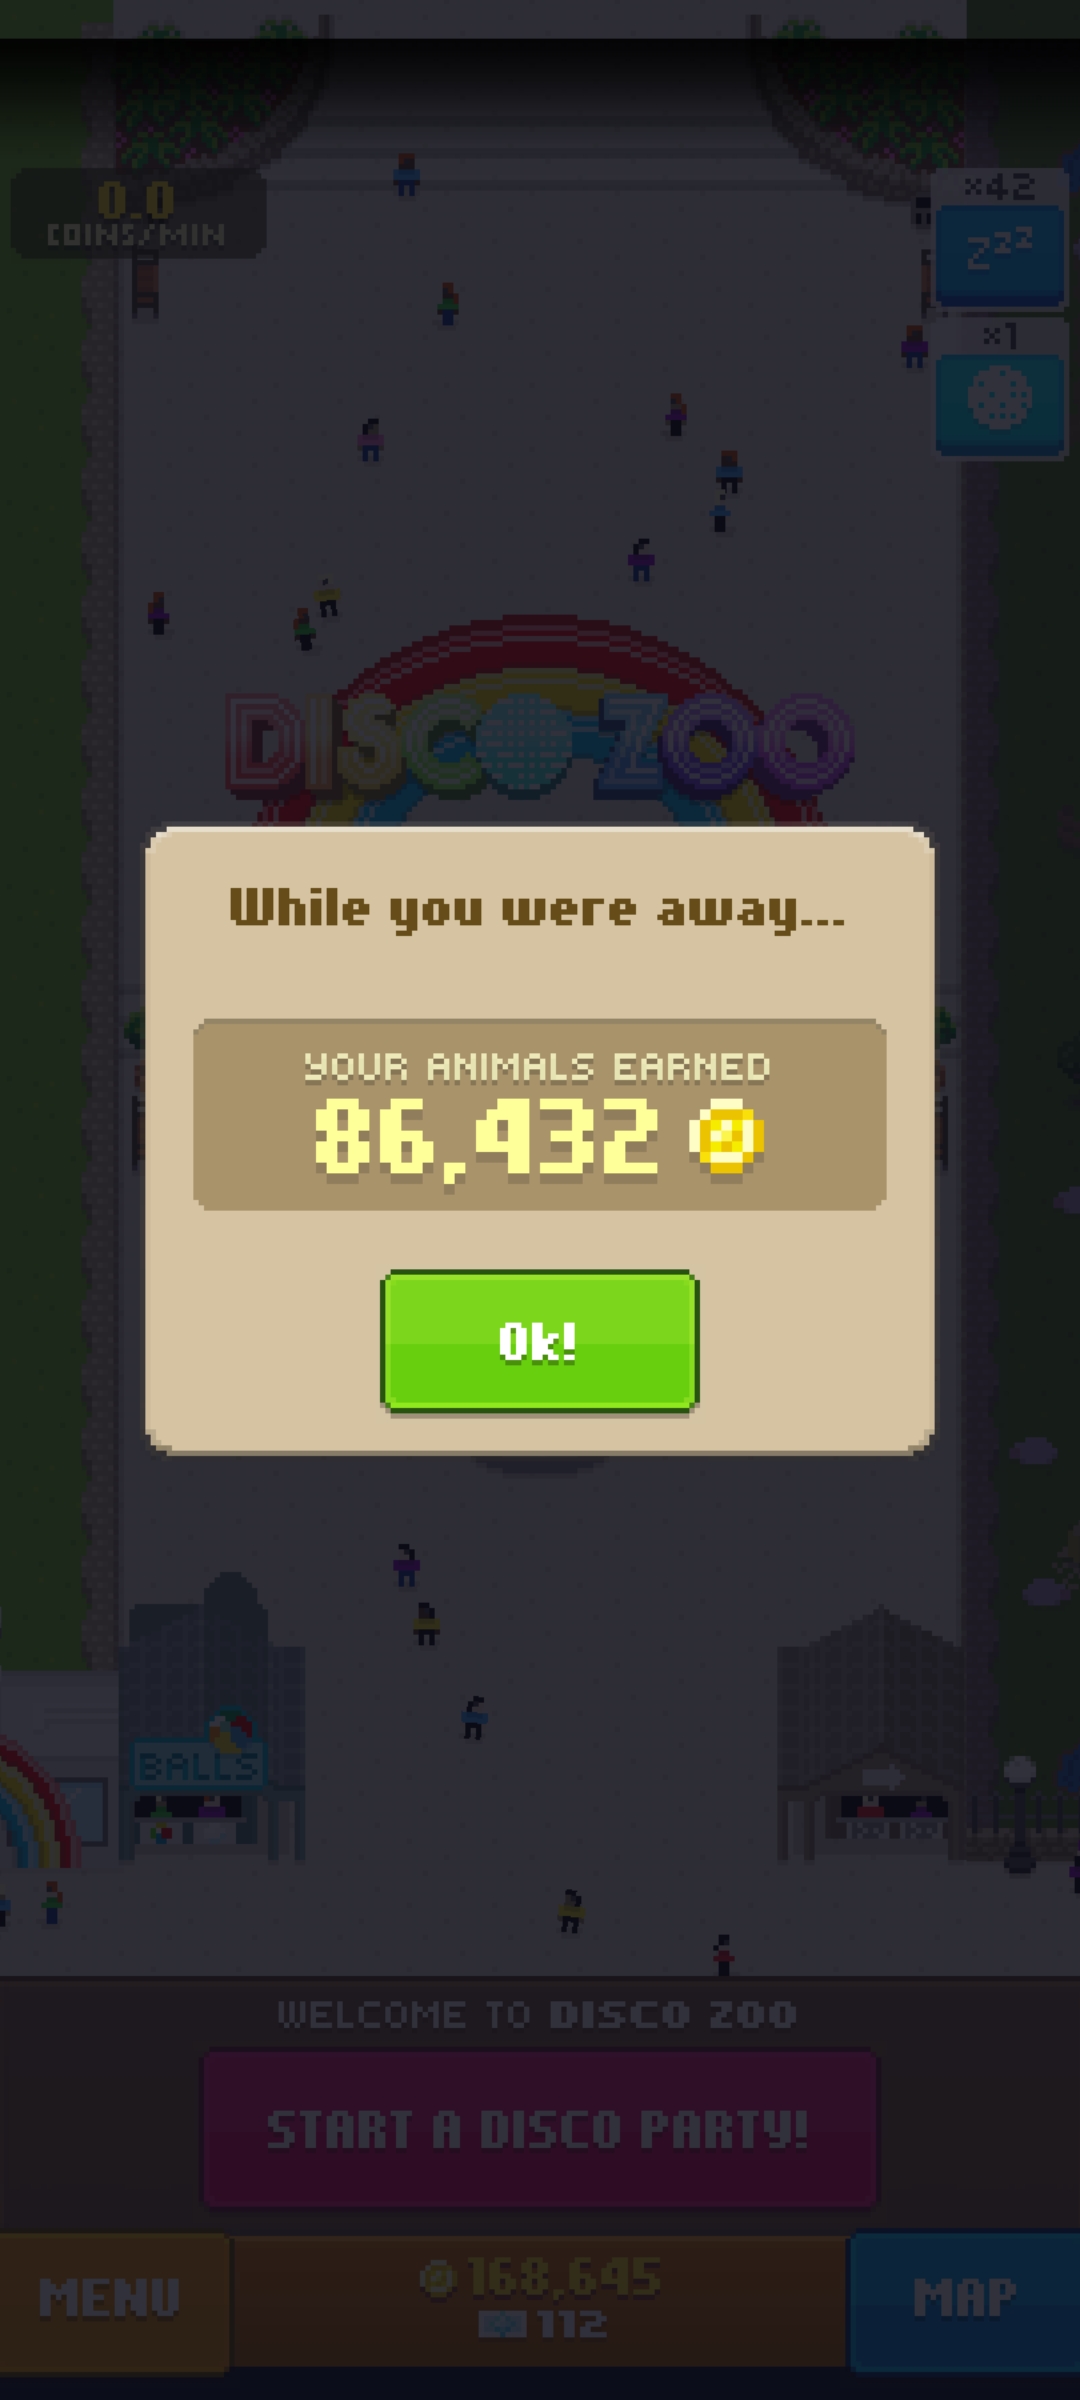 0.0
COINS/MIN
x42
zzz
x1
DISCO ZOO
While you were away...
YOUR ANIMALS EARNED
86,432
Ok!
BALLS
WELCOME TO DISCO ZOO
START A DISCO PARTY!
MENU
168,645
112
MAP